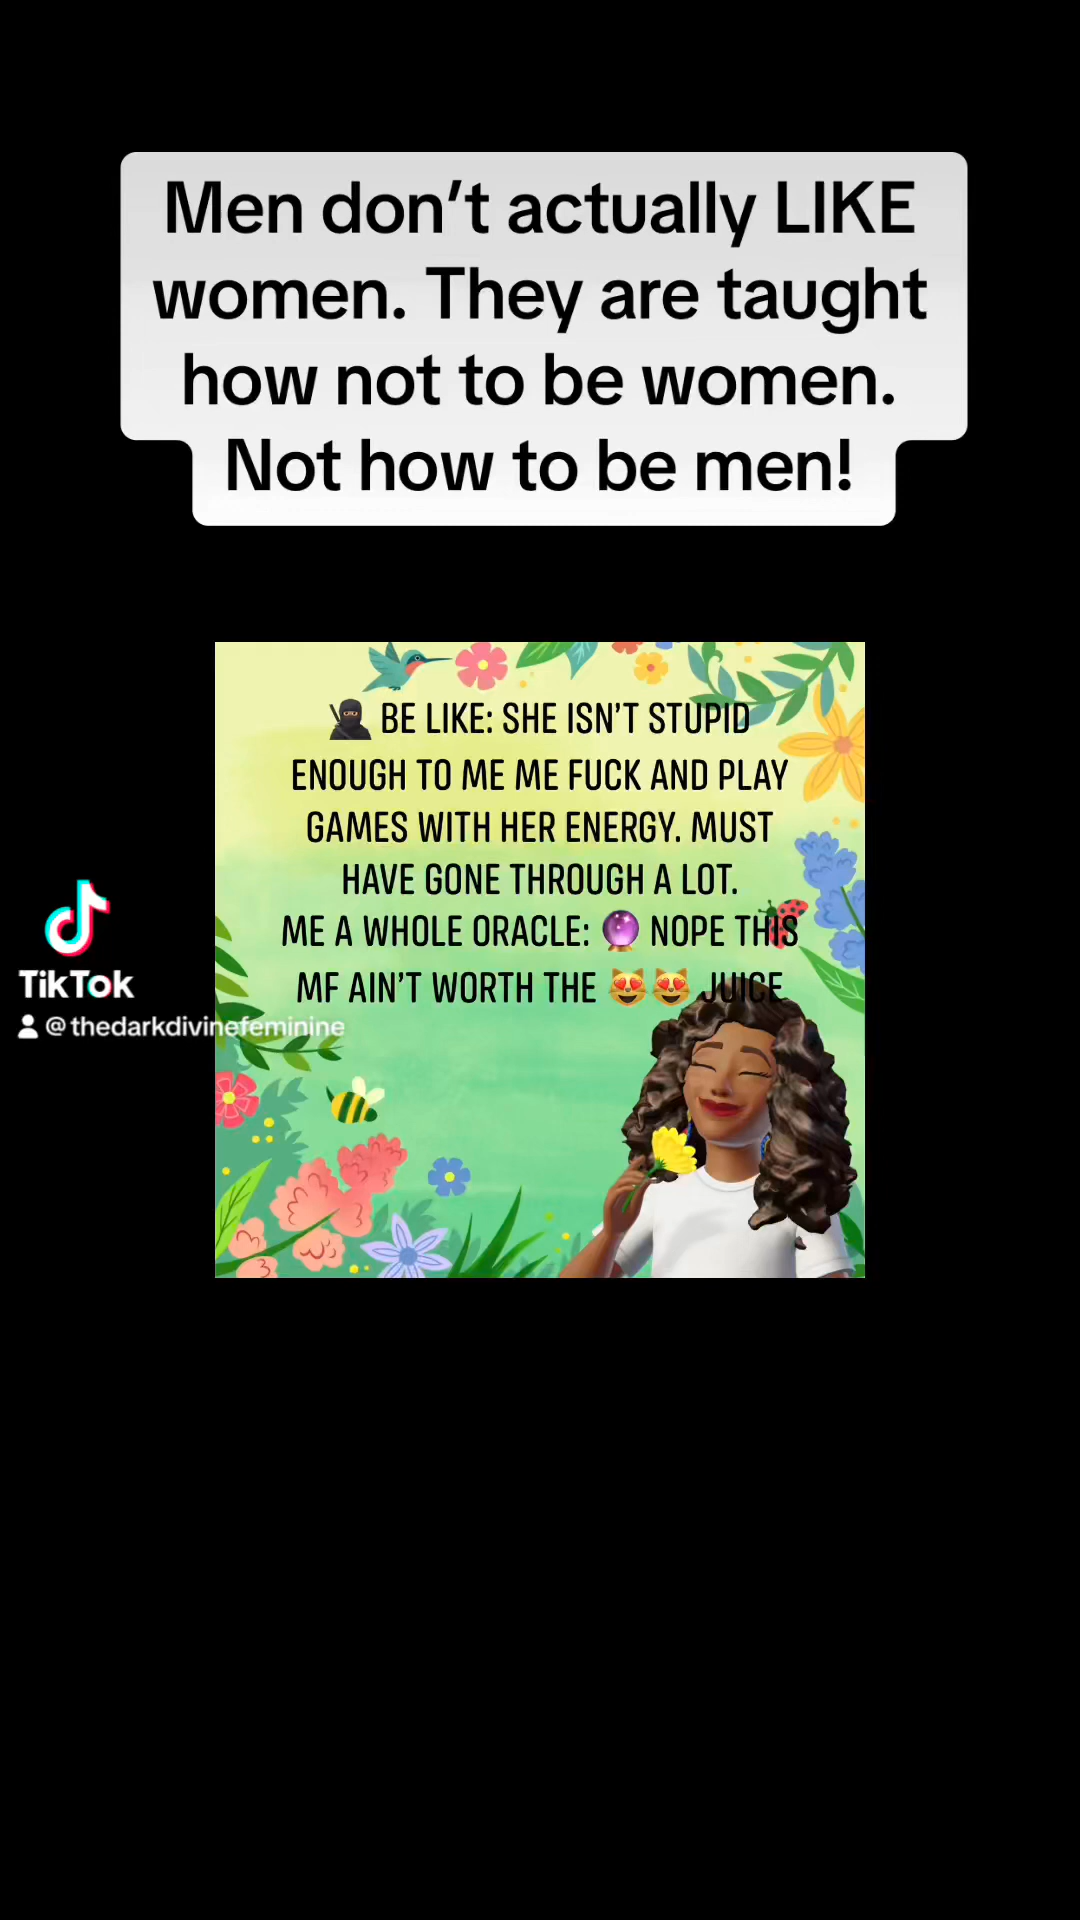 Men don’t actually LIKE
women. They are taught
how not to be women.
Not how to be men!
🥷🏿 BE LIKE: SHE ISN’T STUPID
ENOUGH TO ME ME FUCK AND PLAY
GAMES WITH HER ENERGY. MUST
HAVE GONE THROUGH A LOT.
ME A WHOLE ORACLE: 🔮 NOPE THIS
MF AIN’T WORTH THE 😻😻 JUICE
TikTok
@thedarkdivinefeminine